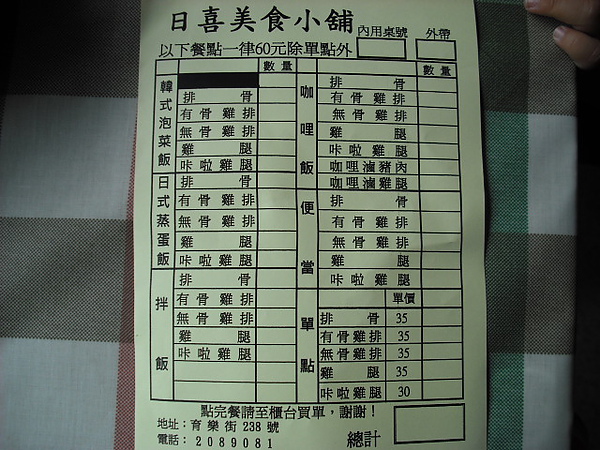 日喜美食小舖
內用桌號 外帶
以下餐點一律60元除單點外
數量
韓式泡菜飯
排骨
有骨雞排
無骨雞排
雞腿
咔啦雞腿
日式蒸蛋飯
排骨
有骨雞排
無骨雞排
雞腿
咔啦雞腿
拌飯
排骨
有骨雞排
無骨雞排
雞腿
咔啦雞腿
數量
咖哩飯
排骨
有骨雞排
無骨雞排
雞腿
咔啦雞腿
咖哩滷豬肉
咖哩滷雞腿
便當
排骨
有骨雞排
無骨雞排
雞腿
咔啦雞腿
單點
單價
排骨 35
有骨雞排 35
無骨雞排 35
雞腿 35
咔啦雞腿 30
點完餐請至櫃台買單，謝謝！
地址：育樂街238號
電話：2089081
總計